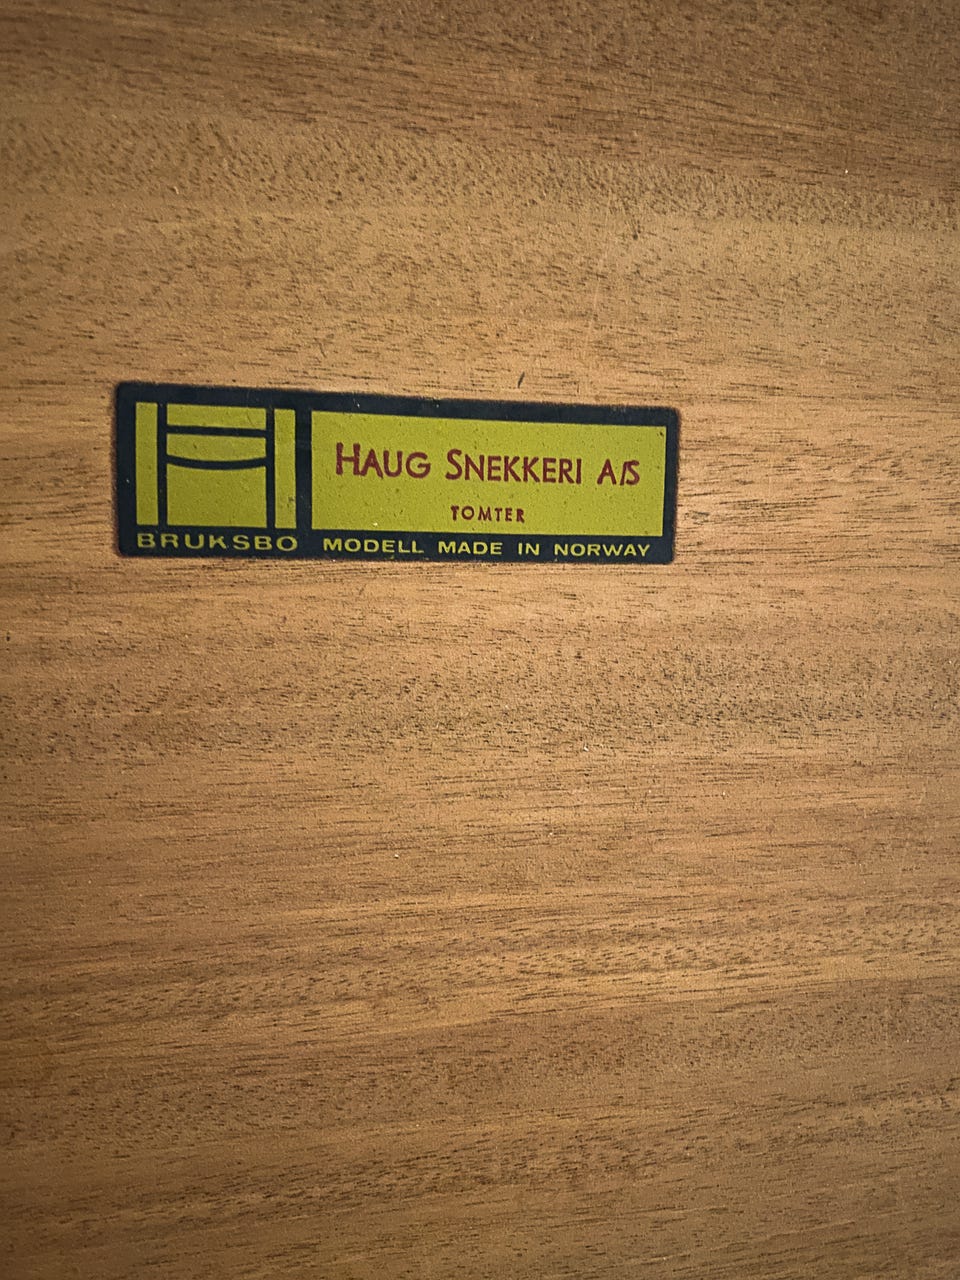 HAUG SNEKKERI A/S
TOMTER
BRUKSBO MODELL MADE IN NORWAY